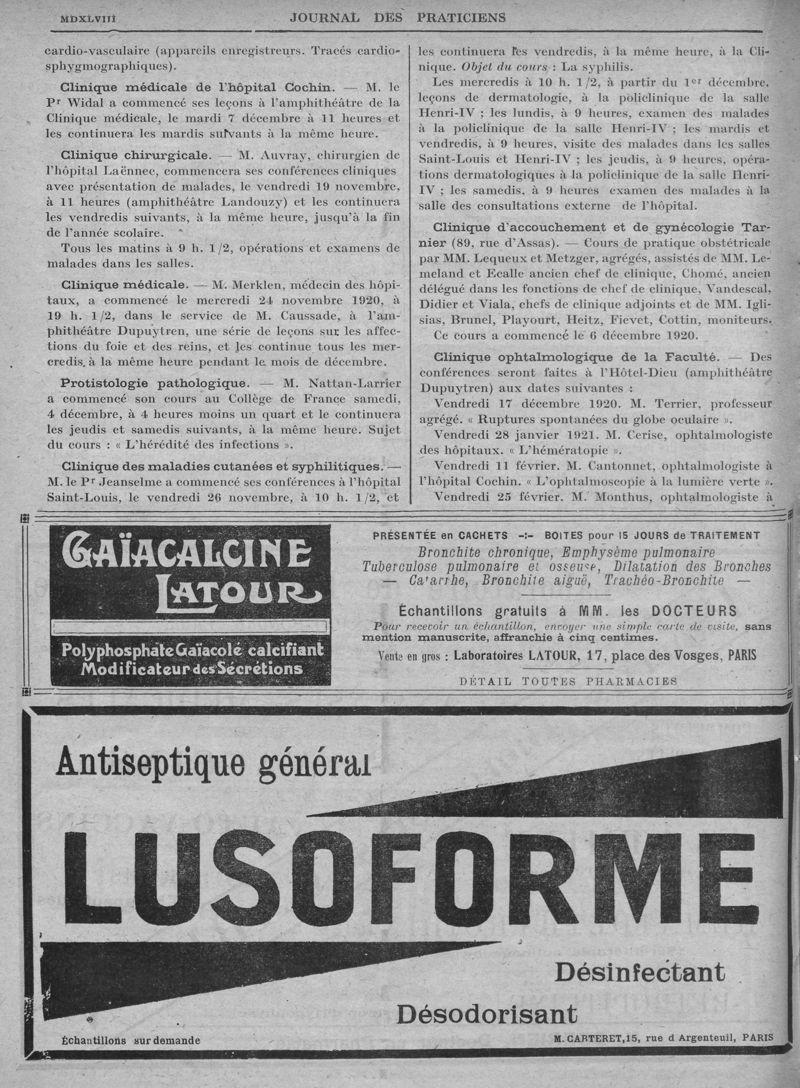 MDXLVIII
JOURNAL DES PRATICIENS
cardio-vasculaire (appareils enregistreurs. Tracés cardio-
sphygmographiques).
Clinique médicale de l'hôpital Cochin. — M. le
Pr Widal a commencé ses leçons à l'amphithéâtre de la
Clinique médicale, le mardi 7 décembre à 11 heures et
les continuera les mardis suivants à la même heure.
Clinique chirurgicale. — M. Auvray, chirurgien de
l'hôpital Laënnec, commencera ses conférences cliniques
avec présentation de malades, le vendredi 19 novembre,
à 11 heures (amphithéâtre Landouzy) et les continuera
les vendredis suivants, à la même heure, jusqu'à la fin
de l'année scolaire.
Tous les matins à 9 h. 1/2, opérations et examens de
malades dans les salles.
Clinique médicale. — M. Merklen, médecin des hôpi-
taux, a commencé le mercredi 24 novembre 1920, à
19 h. 1/2, dans le service de M. Caussade, à l'am-
phithéâtre Dupuytren, une série de leçons sur les affec-
tions du foie et des reins, et les continue tous les mer-
credis, à la même heure pendant le mois de décembre.
Protistologie pathologique. — M. Nattan-Larrier
a commencé son cours au Collège de France samedi,
4 décembre, à 4 heures moins un quart et le continuera
les jeudis et samedis suivants, à la même heure. Sujet
du cours : « L'hérédité des infections ».
Clinique des maladies cutanées et syphilitiques. —
M. le Pr Jeanselme a commencé ses conférences à l'hôpital
Saint-Louis, le vendredi 26 novembre, à 10 h. 1/2, et
les continuera les vendredis, à la même heure, à la Cli-
nique. Objet du cours : La syphilis.
Les mercredis à 10 h. 1/2, à partir du 1er décembre,
leçons de dermatologie, à la policlinique de la salle
Henri-IV ; les lundis, à 9 heures, examen des malades
à la policlinique de la salle Henri-IV ; les mardis et
vendredis, à 9 heures, visite des malades dans les salles
Saint-Louis et Henri-IV ; les jeudis, à 9 heures, opéra-
tions dermatologiques à la policlinique de la salle Henri-
IV ; les samedis, à 9 heures examen des malades à la
salle des consultations externe de l'hôpital.
Clinique d'accouchement et de gynécologie Tar-
nier (89, rue d'Assas). — Cours de pratique obstétricale
par MM. Lequeux et Metzger, agrégés, assistés de MM. Le-
meland et Ecalle ancien chef de clinique, Chomé, ancien
délégué dans les fonctions de chef de clinique, Vandescal,
Didier et Viala, chefs de clinique adjoints et de MM. Igli-
sias, Brunel, Playourt, Heitz, Fievet, Cottin, moniteurs.
Ce cours a commencé le 6 décembre 1920.
Clinique ophtalmologique de la Faculté. — Des
conférences seront faites à l'Hôtel-Dieu (amphithéâtre
Dupuytren) aux dates suivantes :
Vendredi 17 décembre 1920. M. Terrier, professeur
agrégé. « Ruptures spontanées du globe oculaire ».
Vendredi 28 janvier 1921. M. Cerise, ophtalmologiste
des hôpitaux. « L'hémératopie ».
Vendredi 11 février. M. Cantonnet, ophtalmologiste à
l'hôpital Cochin. « L'ophtalmoscopie à la lumière verte ».
Vendredi 25 février. M. Monthus, ophtalmologiste à
GAÏACALCINE
LATOUR
Polyphosphate Gaïacolé calcifiant
Modificateur des Sécrétions
PRÉSENTÉE en CACHETS -:- BOITES pour 15 JOURS de TRAITEMENT
Bronchite chronique, Emphysème pulmonaire
Tuberculose pulmonaire et osseuse, Dilatation des Bronches
— Catarrhe, Bronchite aiguë, Trachéo-Bronchite —
Échantillons gratuits à MM. les DOCTEURS
Pour recevoir un échantillon, envoyer une simple carte de visite, sans
mention manuscrite, affranchie à cinq centimes.
Vente en gros : Laboratoires LATOUR, 17, place des Vosges, PARIS
DÉTAIL TOUTES PHARMACIES
Antiseptique général
LUSOFORME
Désinfectant
Désodorisant
Échantillons sur demande
M. CARTERET, 15, rue d Argenteuil, PARIS